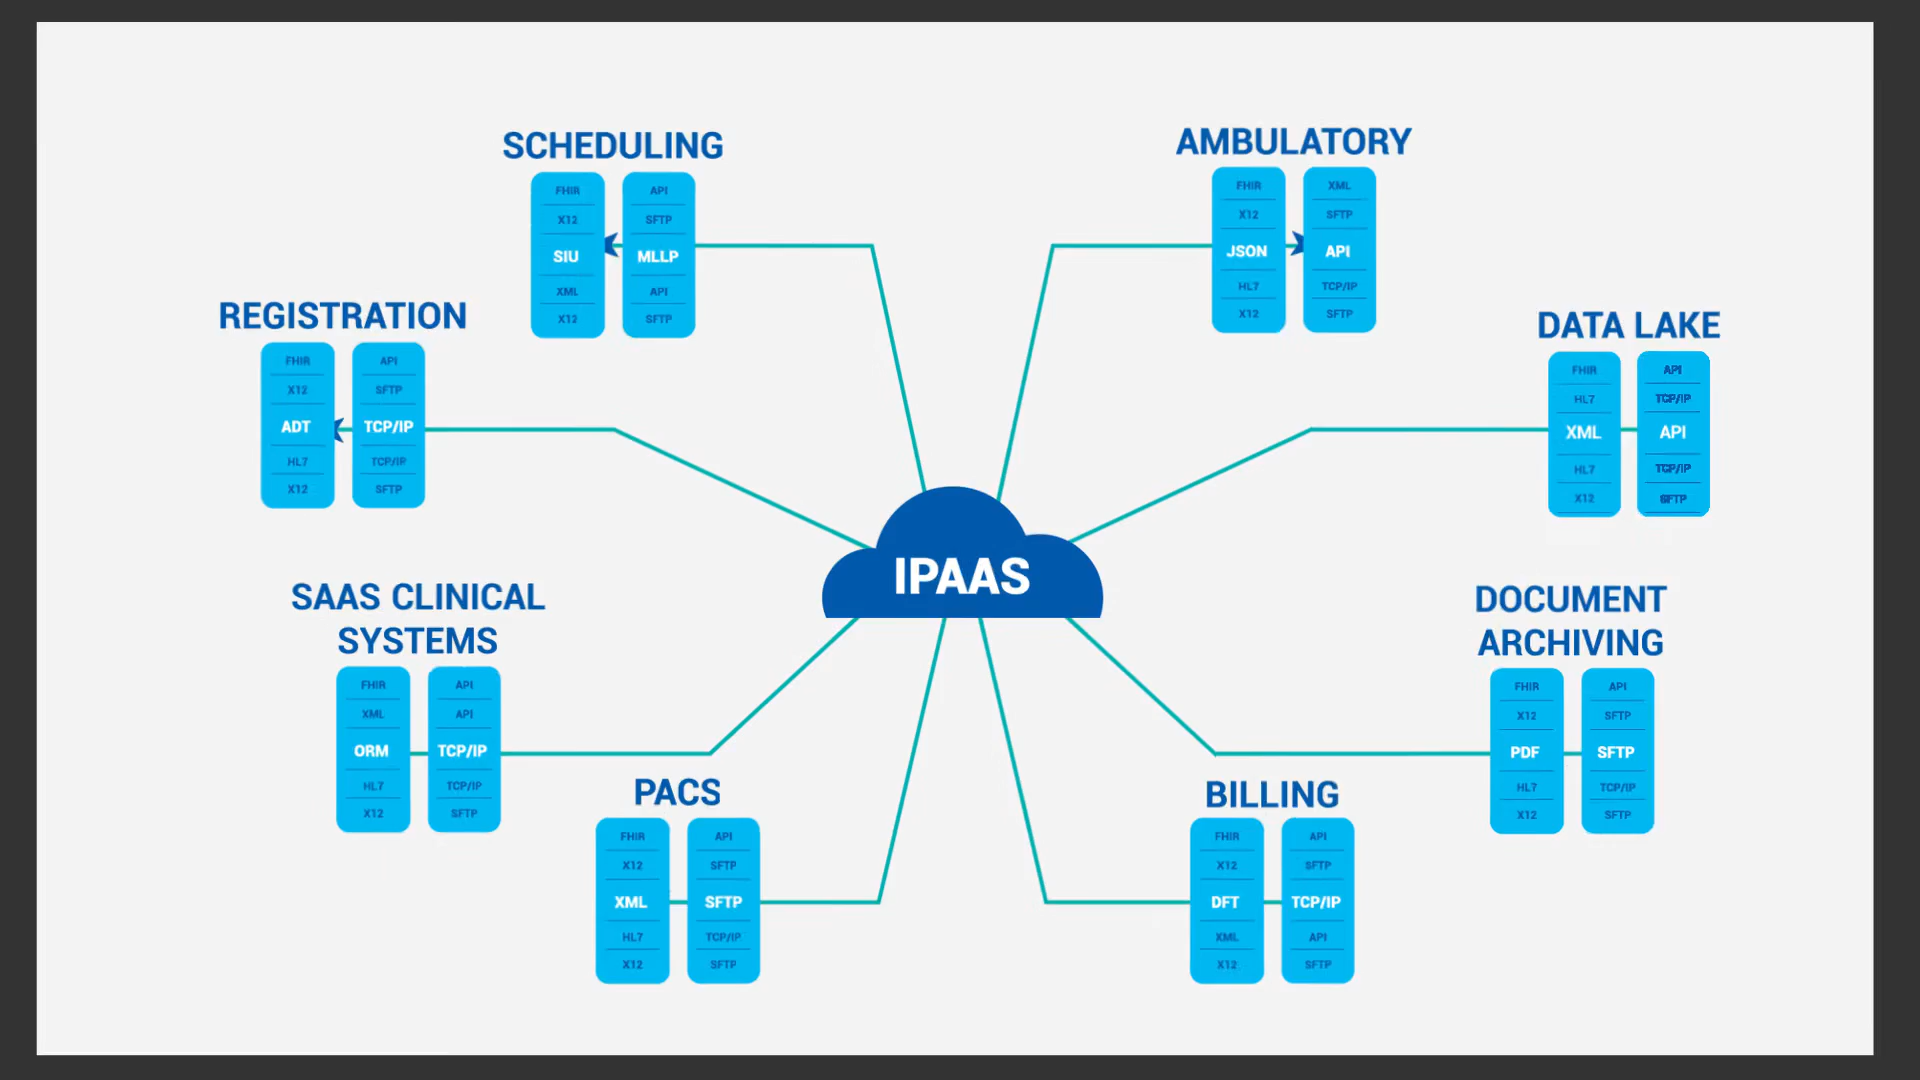 SCHEDULING
FHIR
X12
SIU
XML
X12
API
SFTP
MLLP
API
SFTP
AMBULATORY
FHIR
X12
JSON
HL7
X12
XML
SFTP
API
TCP/IP
SFTP
REGISTRATION
FHIR
X12
ADT
HL7
X12
API
SFTP
TCP/IP
TCP/IP
SFTP
DATA LAKE
FHIR
HL7
XML
HL7
X12
API
TCP/IP
API
TCP/IP
SFTP
IPAAS
SAAS CLINICAL
SYSTEMS
FHIR
XML
ORM
HL7
X12
API
API
TCP/IP
TCP/IP
SFTP
DOCUMENT
ARCHIVING
FHIR
X12
PDF
HL7
X12
API
SFTP
SFTP
TCP/IP
SFTP
PACS
FHIR
X12
XML
HL7
X12
API
SFTP
SFTP
TCP/IP
SFTP
BILLING
FHIR
X12
DFT
XML
X12
API
SFTP
TCP/IP
API
SFTP